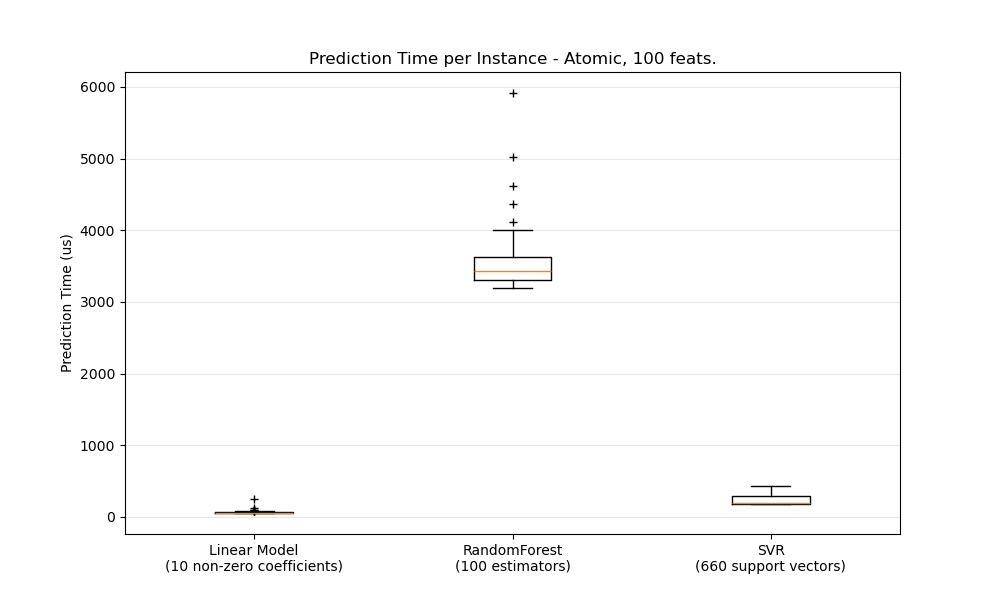 Prediction Time per Instance - Atomic, 100 feats.
Prediction Time (us)
6000
5000
4000
3000
2000
1000
0
Linear Model
(10 non-zero coefficients)
RandomForest
(100 estimators)
SVR
(660 support vectors)